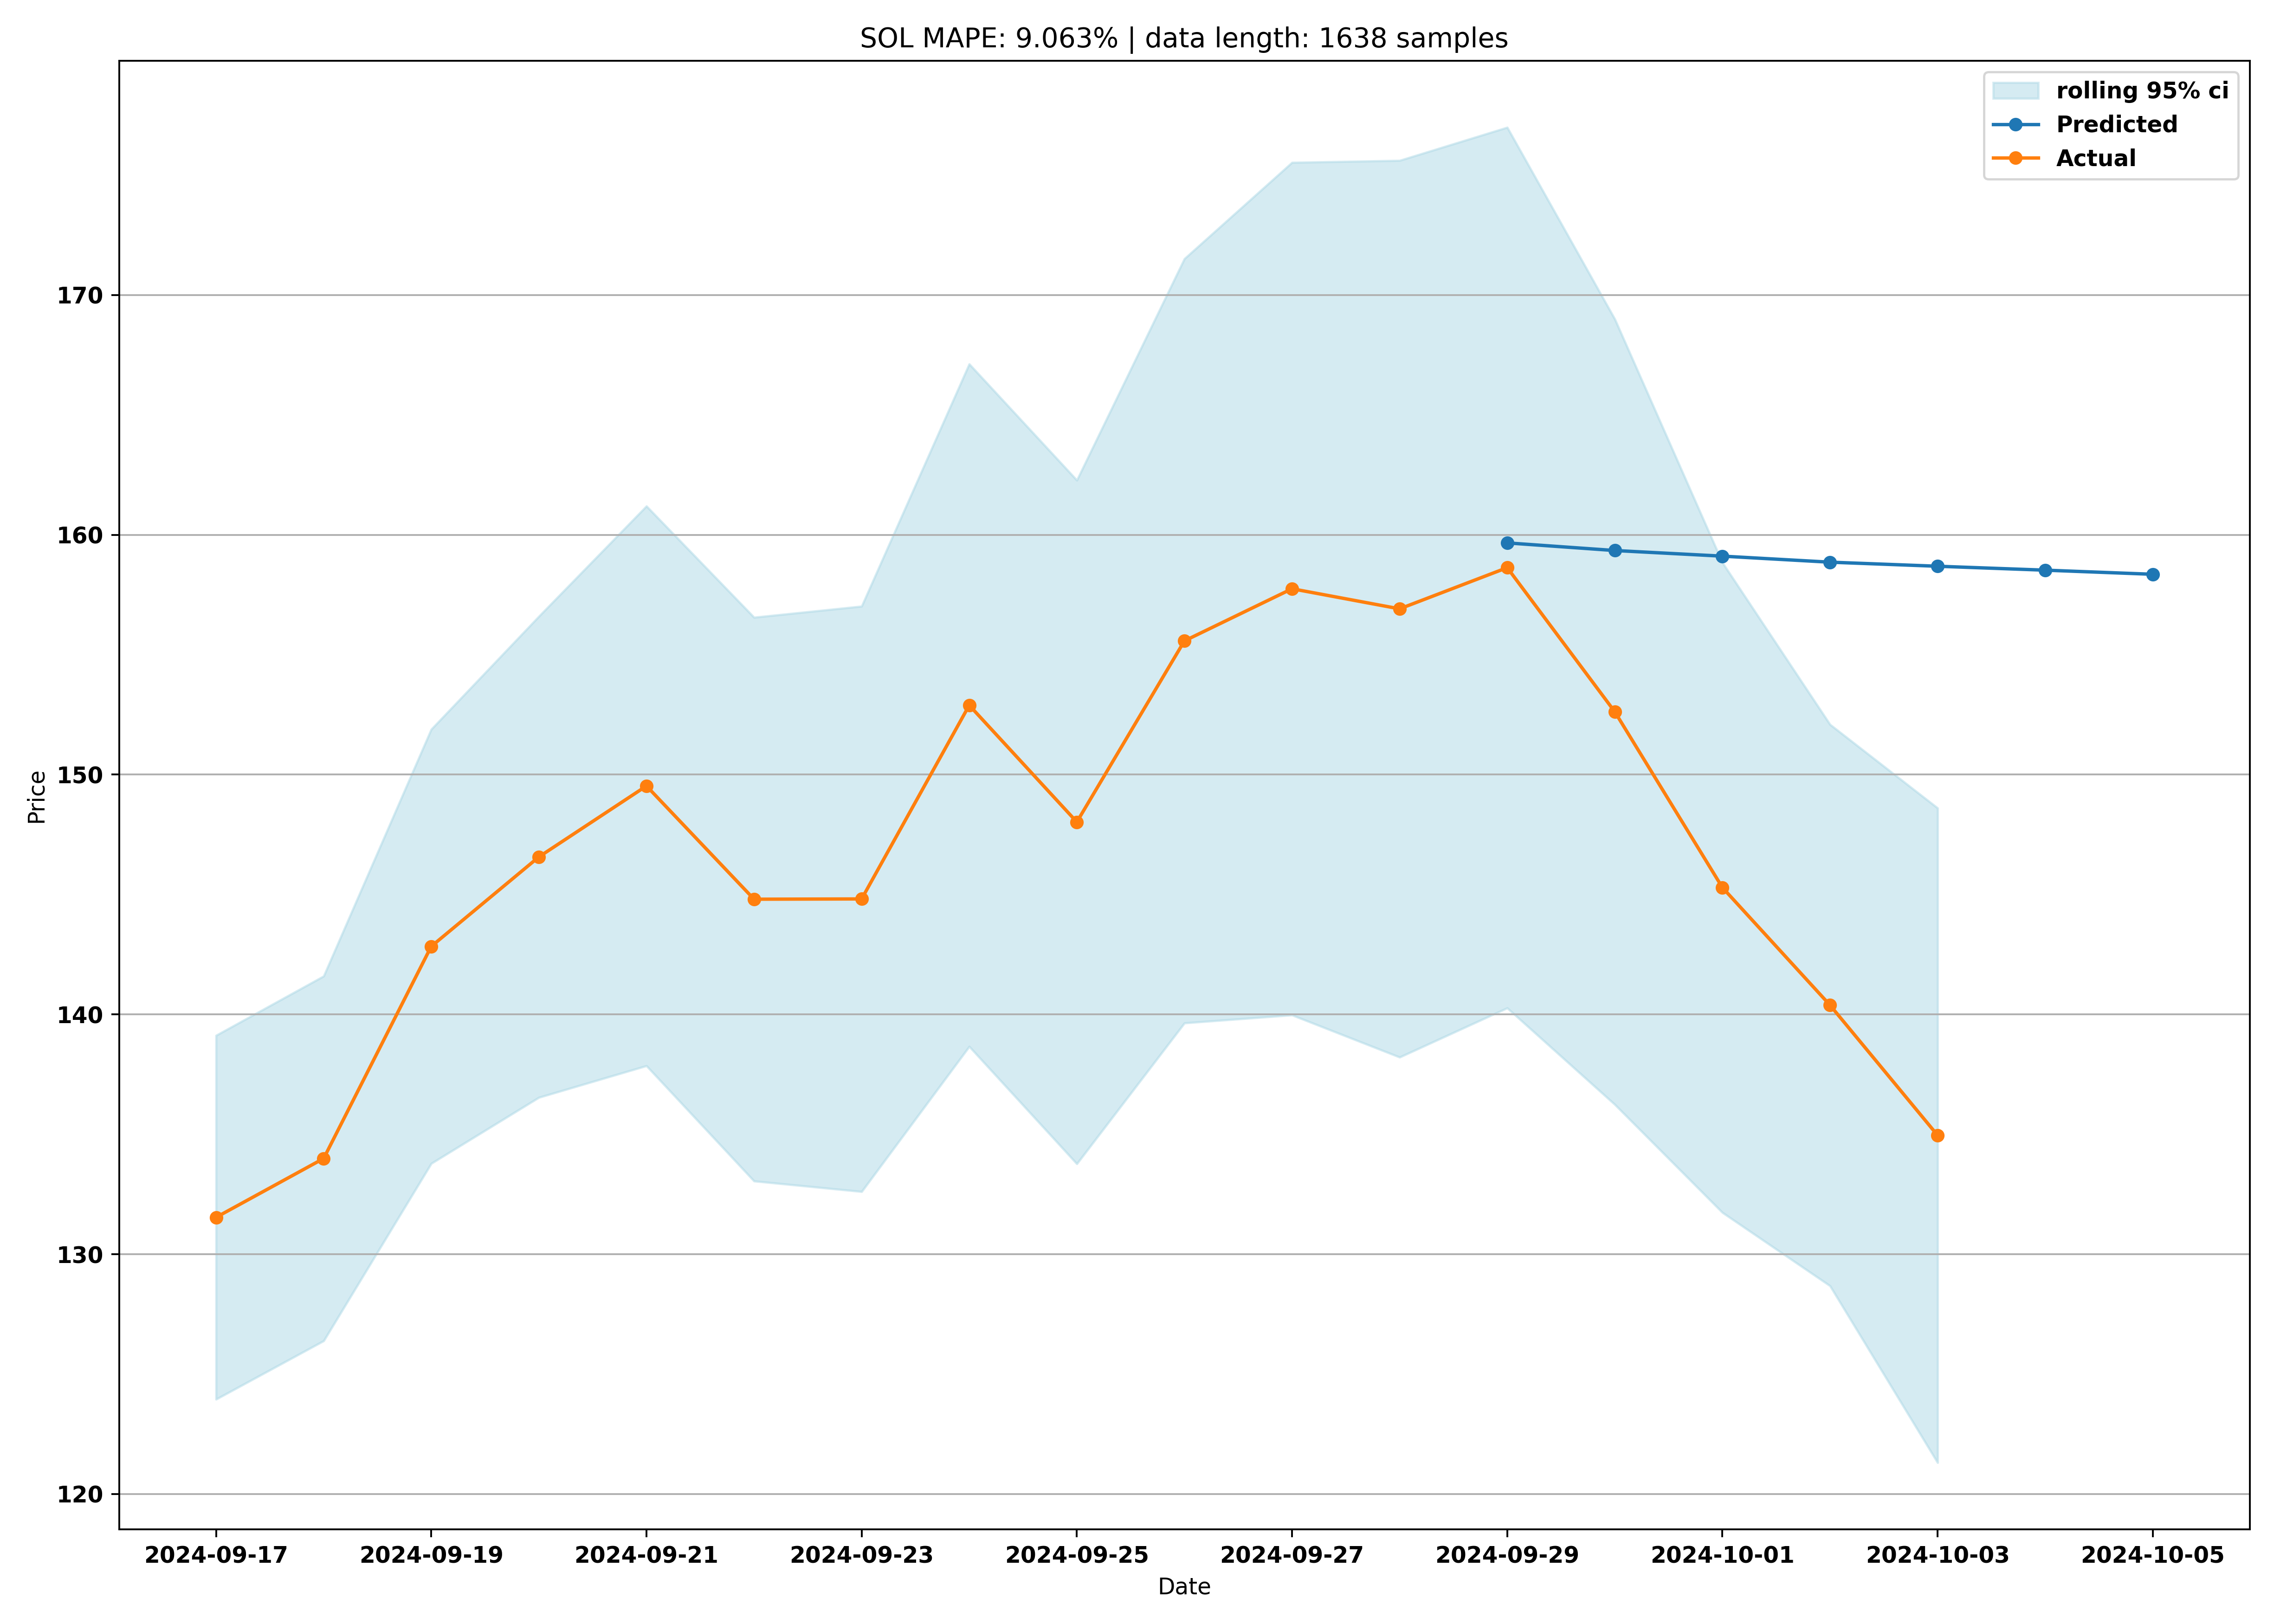 SOL MAPE: 9.063% | data length: 1638 samples
rolling 95% ci
Predicted
Actual
170
160
150
140
130
120
Price
2024-09-17 2024-09-19 2024-09-21 2024-09-23 2024-09-25 2024-09-27 2024-09-29 2024-10-01 2024-10-03 2024-10-05
Date